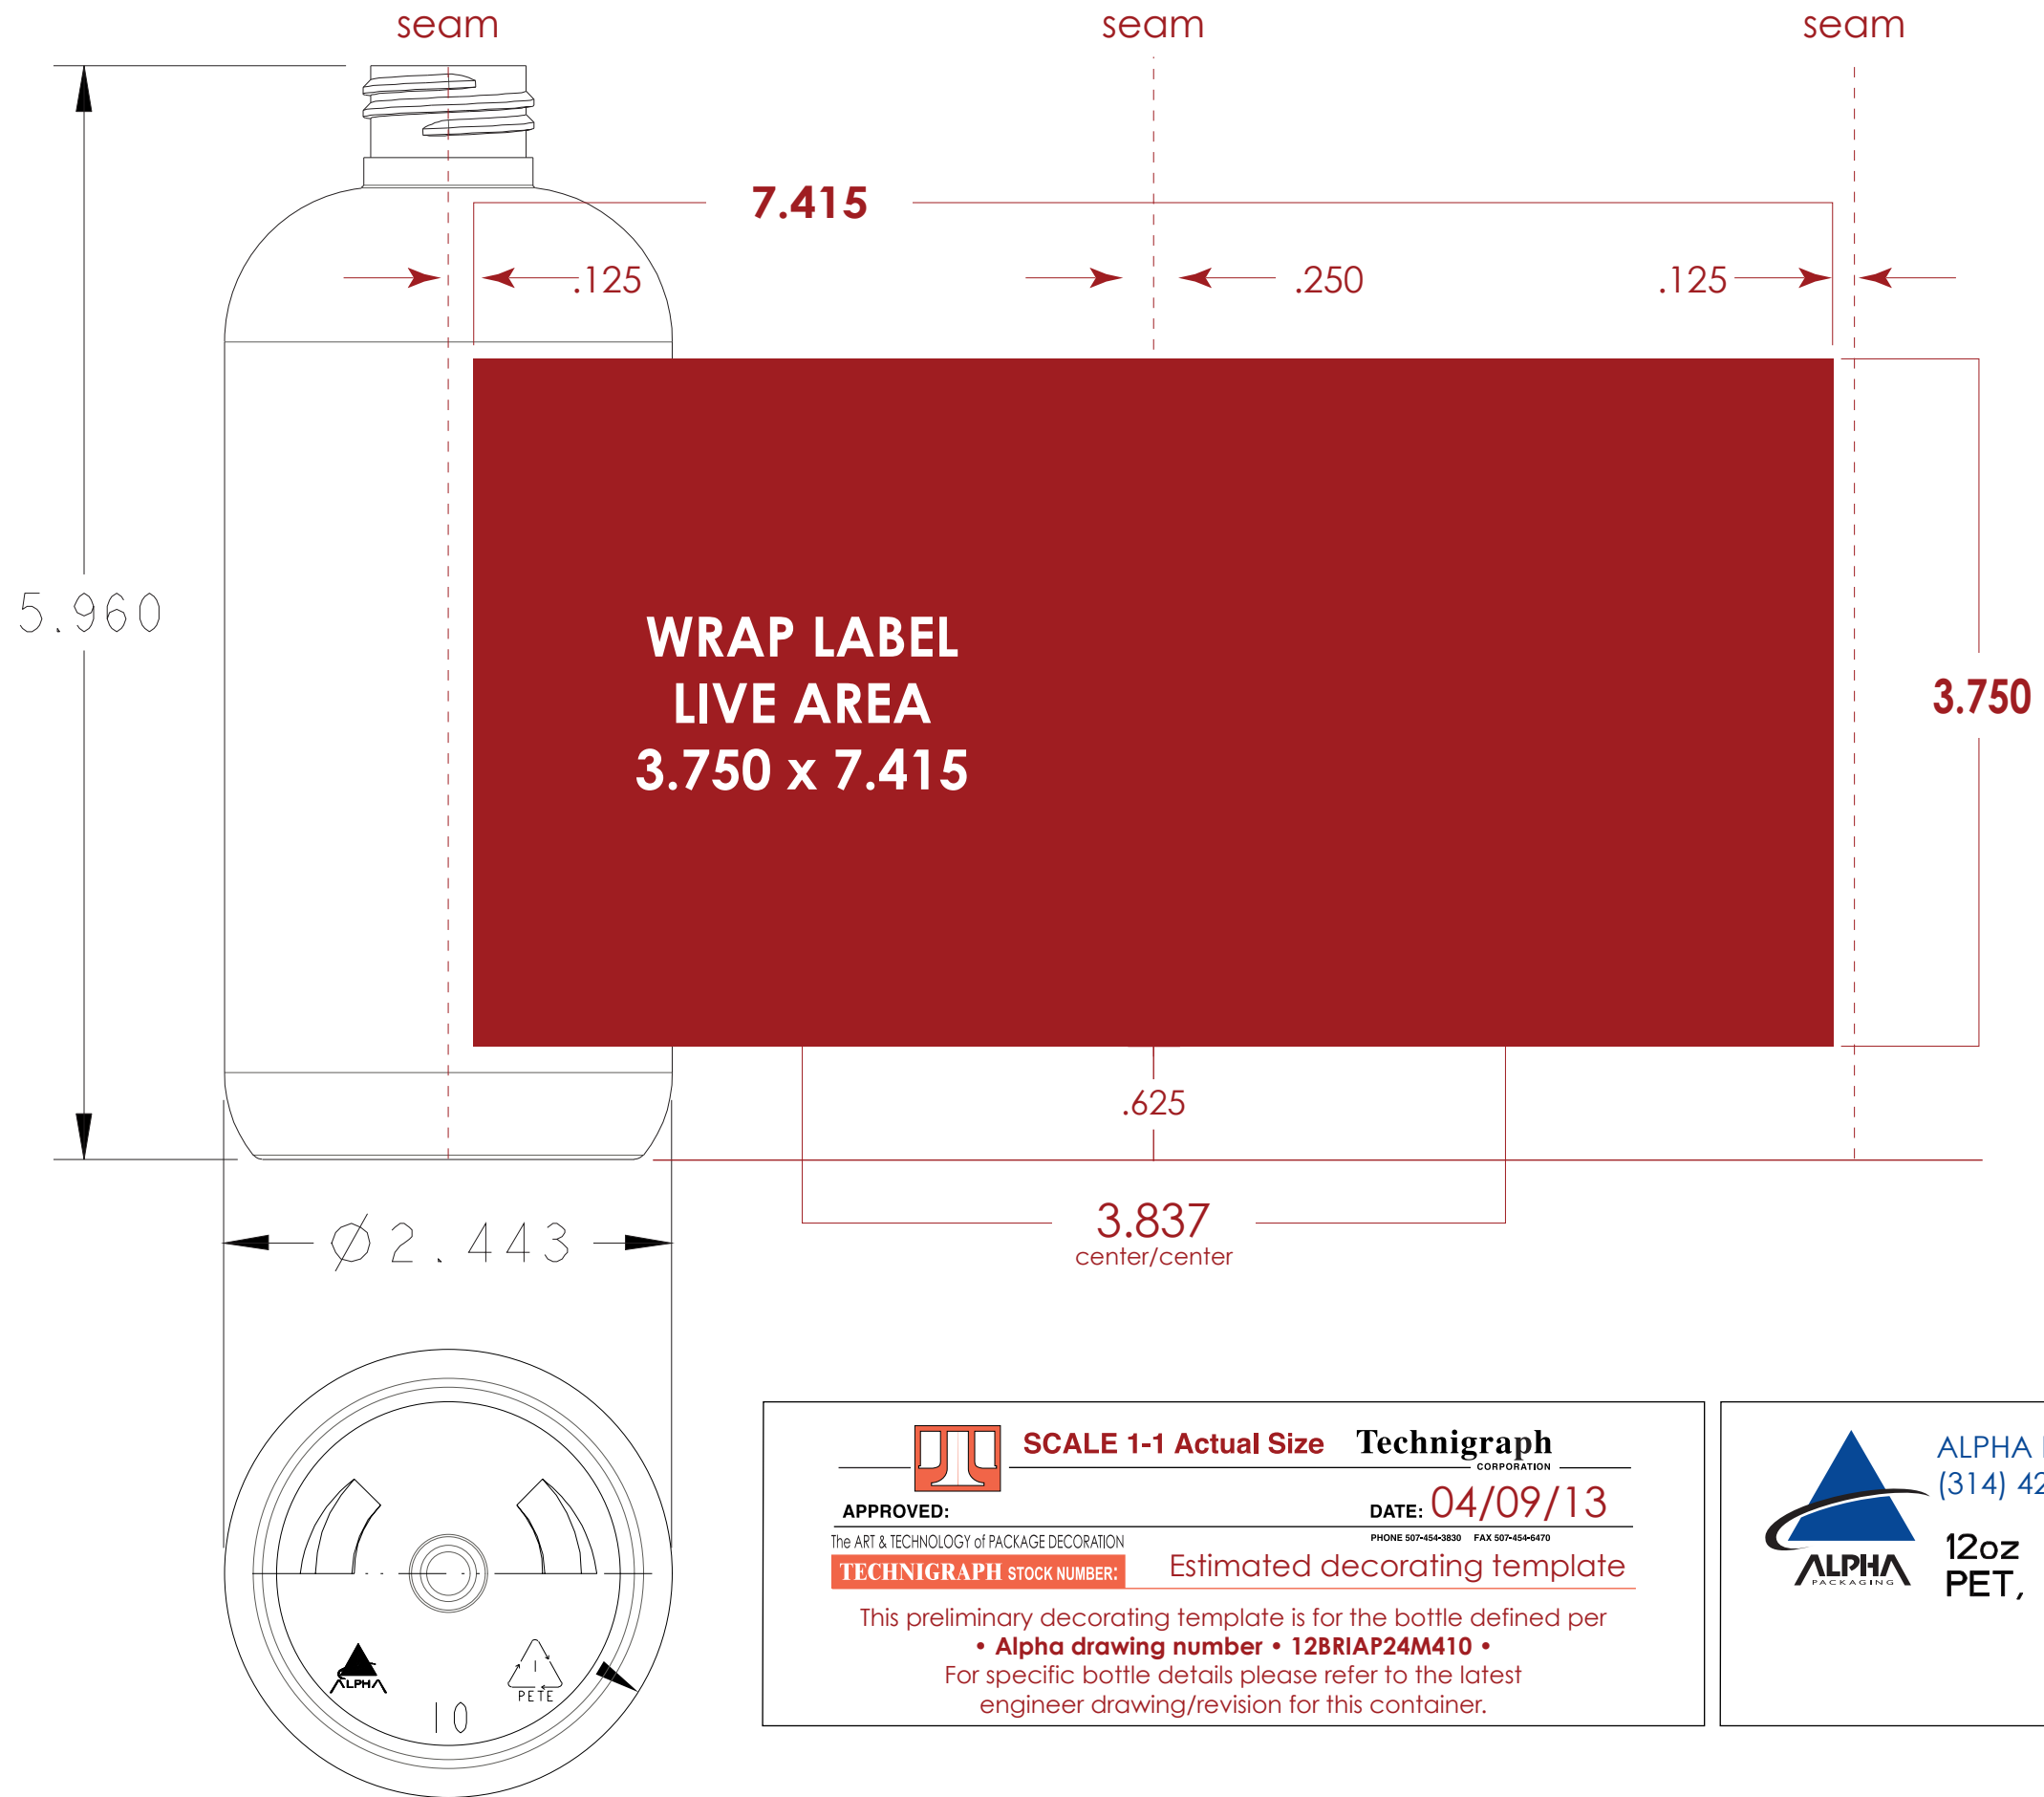 seam
seam
seam
7.415
.125
.250
.125
5.960
WRAP LABEL
LIVE AREA
3.750 x 7.415
3.750
.625
3.837
center/center
Ø2.443
ALPHA
PETE
1
10
SCALE 1-1 Actual Size
Technigraph
CORPORATION
APPROVED:
DATE: 04/09/13
The ART & TECHNOLOGY of PACKAGE DECORATION
PHONE 507-454-3830 FAX 507-454-6470
TECHNIGRAPH STOCK NUMBER:
Estimated decorating template
This preliminary decorating template is for the bottle defined per
• Alpha drawing number • 12BRIAP24M410 •
For specific bottle details please refer to the latest
engineer drawing/revision for this container.
ALPHA
(314) 42
ALPHA
PACKAGING
12oz
PET,